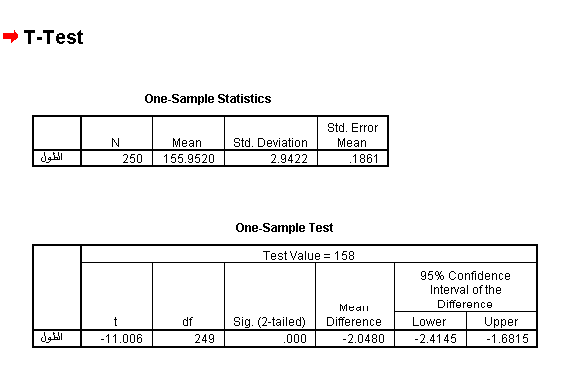 T-Test
One-Sample Statistics
N Mean Std. Deviation Std. Error Mean
الطول 250 155.9520 2.9422 .1861
One-Sample Test
Test Value = 158
95% Confidence Interval of the Difference
t df Sig. (2-tailed) Mean Difference Lower Upper
الطول -11.006 249 .000 -2.0480 -2.4145 -1.6815